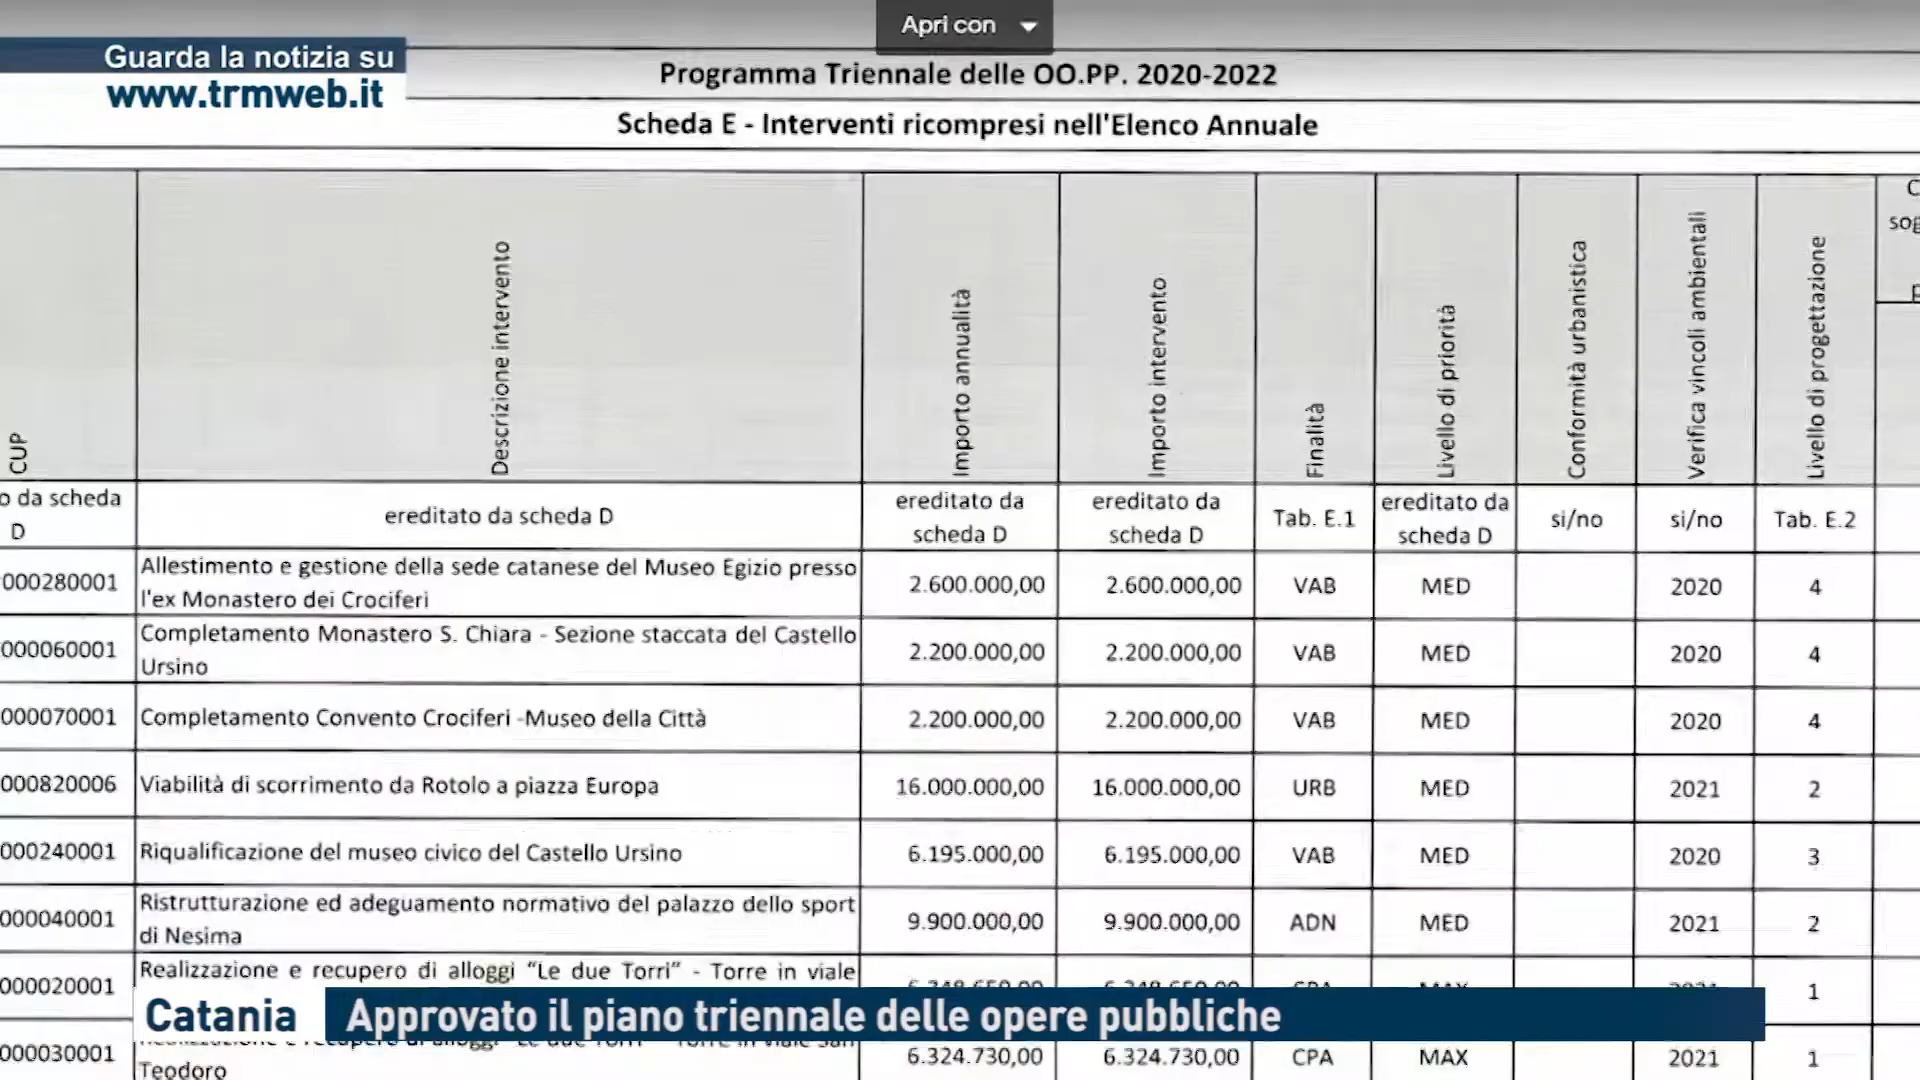 Apri con
Guarda la notizia su
www.trmweb.it
Programma Triennale delle OO.PP. 2020-2022
Scheda E - Interventi ricompresi nell'Elenco Annuale
CUP
Descrizione intervento
Importo annualità
Importo intervento
Finalità
Livello di priorità
Conformità urbanistica
Verifica vincoli ambientali
Livello di progettazione
o da scheda
D
ereditato da scheda D
ereditato da
scheda D
ereditato da
scheda D
Tab. E.1
ereditato da
scheda D
si/no
si/no
Tab. E.2
000280001 Allestimento e gestione della sede catanese del Museo Egizio presso
l'ex Monastero dei Crociferi 2.600.000,00 2.600.000,00 VAB MED 2020 4
000060001 Completamento Monastero S. Chiara - Sezione staccata del Castello
Ursino 2.200.000,00 2.200.000,00 VAB MED 2020 4
000070001 Completamento Convento Crociferi -Museo della Città 2.200.000,00 2.200.000,00 VAB MED 2020 4
000820006 Viabilità di scorrimento da Rotolo a piazza Europa 16.000.000,00 16.000.000,00 URB MED 2021 2
000240001 Riqualificazione del museo civico del Castello Ursino 6.195.000,00 6.195.000,00 VAB MED 2020 3
000040001 Ristrutturazione ed adeguamento normativo del palazzo dello sport
di Nesima 9.900.000,00 9.900.000,00 ADN MED 2021 2
000020001 Realizzazione e recupero di alloggi "Le due Torri" - Torre in viale
1
Catania Approvato il piano triennale delle opere pubbliche
000030001
Teodoro 6.324.730,00 6.324.730,00 CPA MAX 2021 1